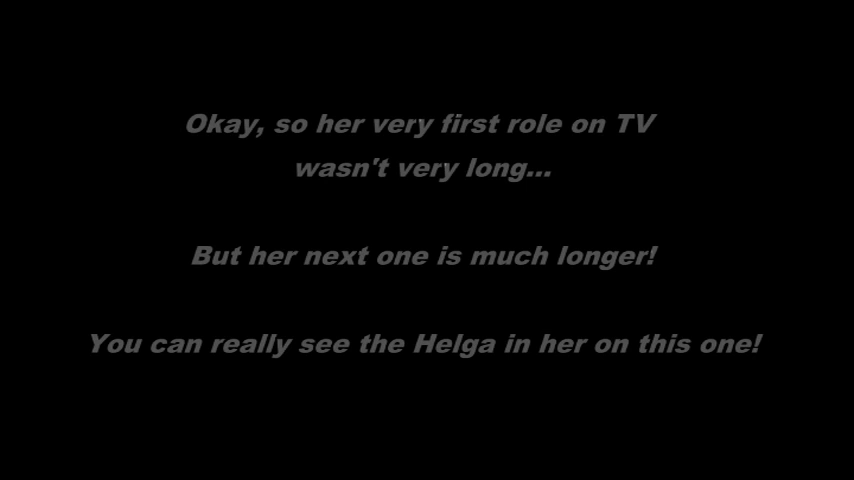 Okay, so her very first role on TV
wasn't very long...
But her next one is much longer!
You can really see the Helga in her on this one!